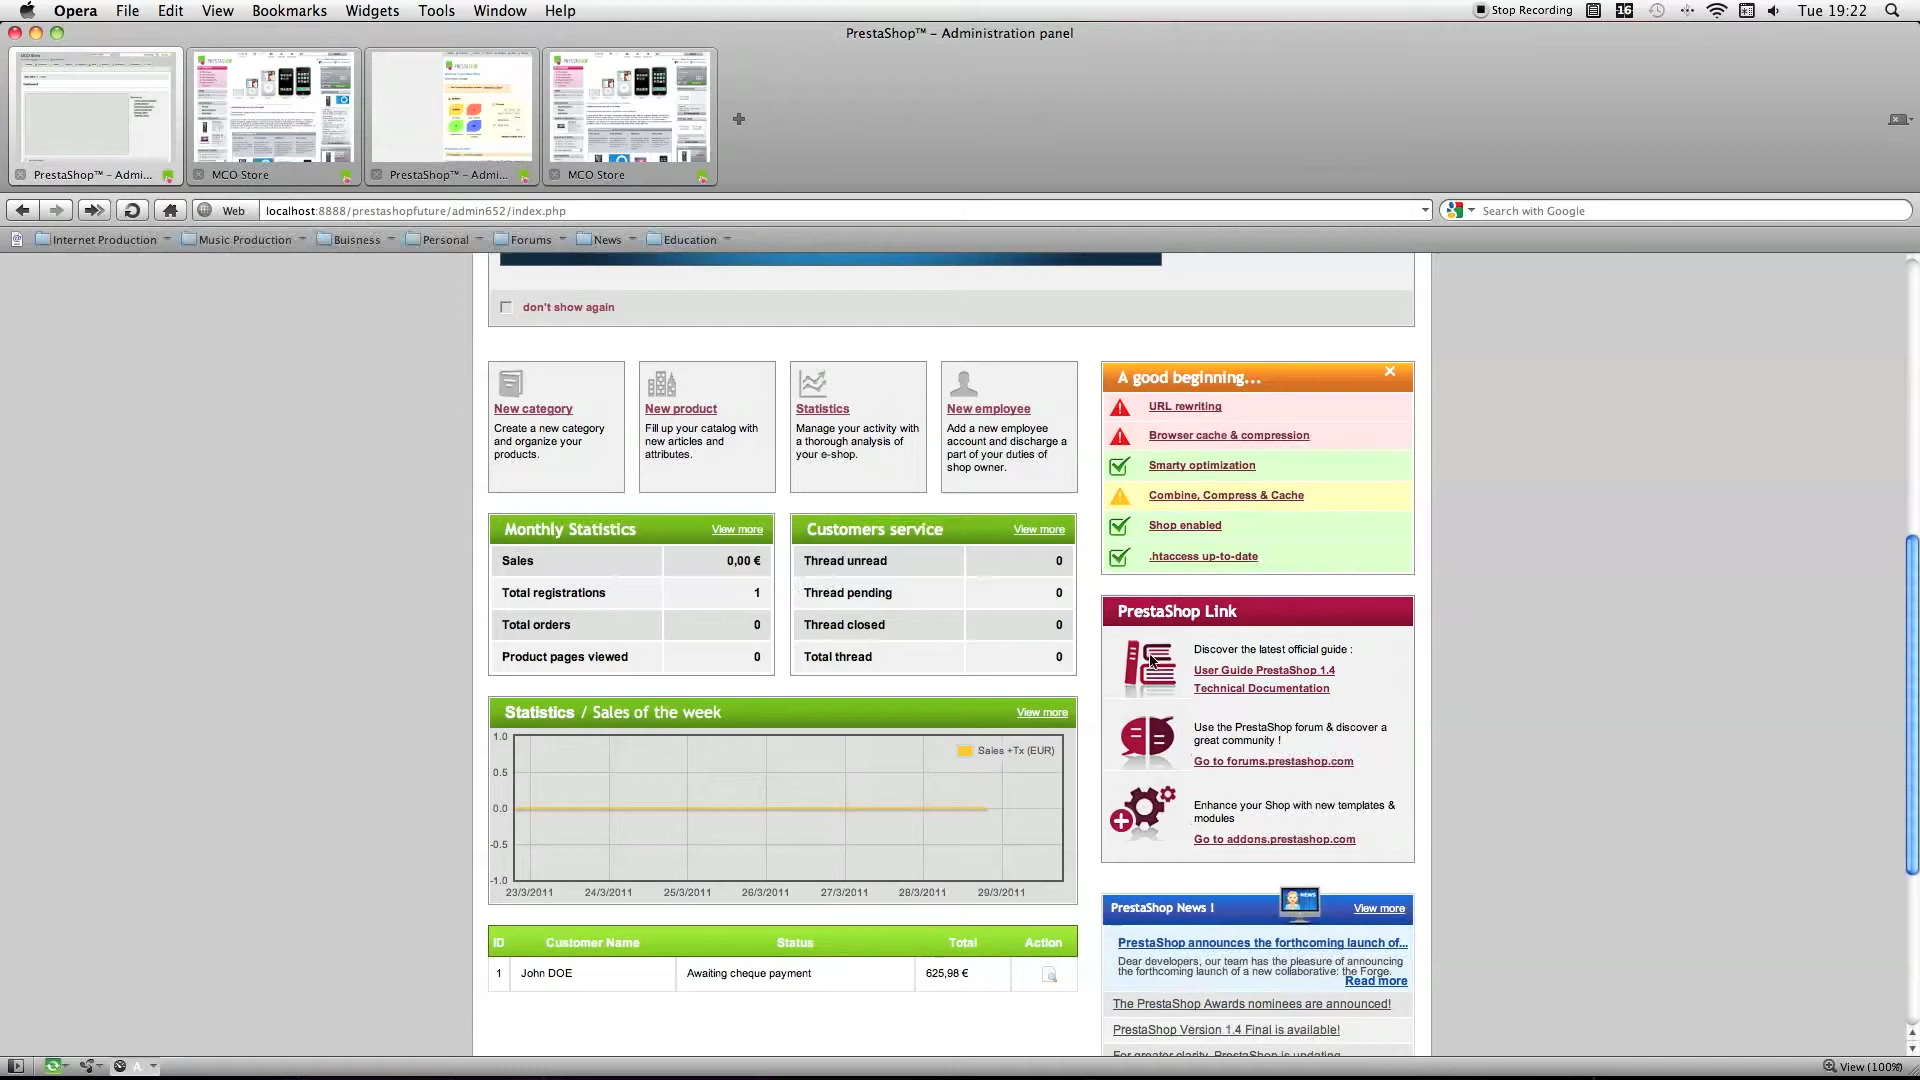 Opera File Edit View Bookmarks Widgets Tools Window Help
Stop Recording 16 Tue 19:22
PrestaShop™ – Administration panel
PrestaShop™ – Admi...
MCO Store
PrestaShop™ – Admi...
MCO Store
Web localhost:8888/prestashopfuture/admin652/index.php
Search with Google
Internet Production Music Production Buisness Personal Forums News Education
don't show again
New category
Create a new category
and organize your
products.
New product
Fill up your catalog with
new articles and
attributes.
Statistics
Manage your activity with
a thorough analysis of
your e-shop.
New employee
Add a new employee
account and discharge a
part of your duties of
shop owner.
A good beginning...
URL rewriting
Browser cache & compression
Smarty optimization
Combine, Compress & Cache
Shop enabled
.htaccess up-to-date
Monthly Statistics View more
Sales 0,00 €
Total registrations 1
Total orders 0
Product pages viewed 0
Customers service View more
Thread unread 0
Thread pending 0
Thread closed 0
Total thread 0
PrestaShop Link
Discover the latest official guide :
User Guide PrestaShop 1.4
Technical Documentation
Use the PrestaShop forum & discover a
great community !
Go to forums.prestashop.com
Enhance your Shop with new templates &
modules
Go to addons.prestashop.com
Statistics / Sales of the week View more
Sales +Tx (EUR)
1.0
0.5
0.0
-0.5
-1.0
23/3/2011 24/3/2011 25/3/2011 26/3/2011 27/3/2011 28/3/2011 29/3/2011
ID Customer Name Status Total Action
1 John DOE Awaiting cheque payment 625,98 €
PrestaShop News ! NEWS View more
PrestaShop announces the forthcoming launch of...
Dear developers, our team has the pleasure of announcing
the forthcoming launch of a new collaborative: the Forge.
Read more
The PrestaShop Awards nominees are announced!
PrestaShop Version 1.4 Final is available!
For greater clarity, PrestaShop is updating
View (100%)